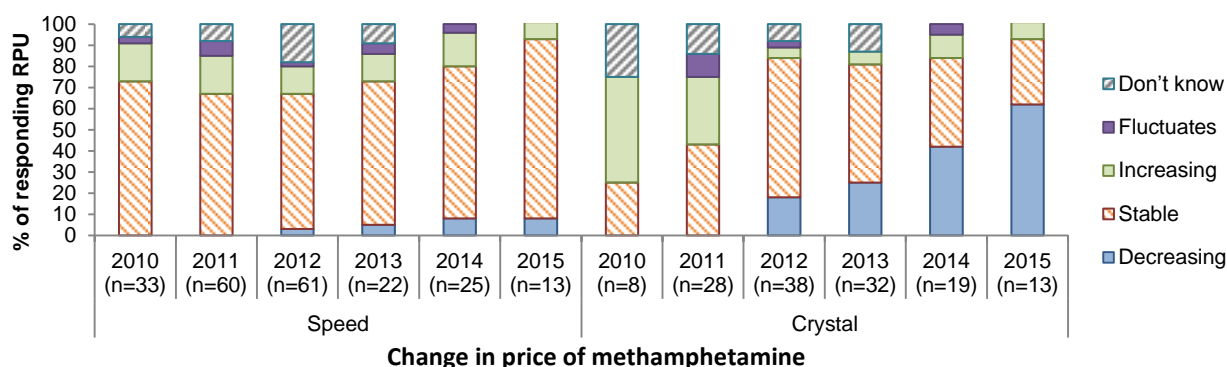 % of responding RPU
100
90
80
70
60
50
40
30
20
10
0
2010 2011 2012 2013 2014 2015 2010 2011 2012 2013 2014 2015
(n=33) (n=60) (n=61) (n=22) (n=25) (n=13) (n=8) (n=28) (n=38) (n=32) (n=19) (n=13)
Speed Crystal
Change in price of methamphetamine
Don't know
Fluctuates
Increasing
Stable
Decreasing